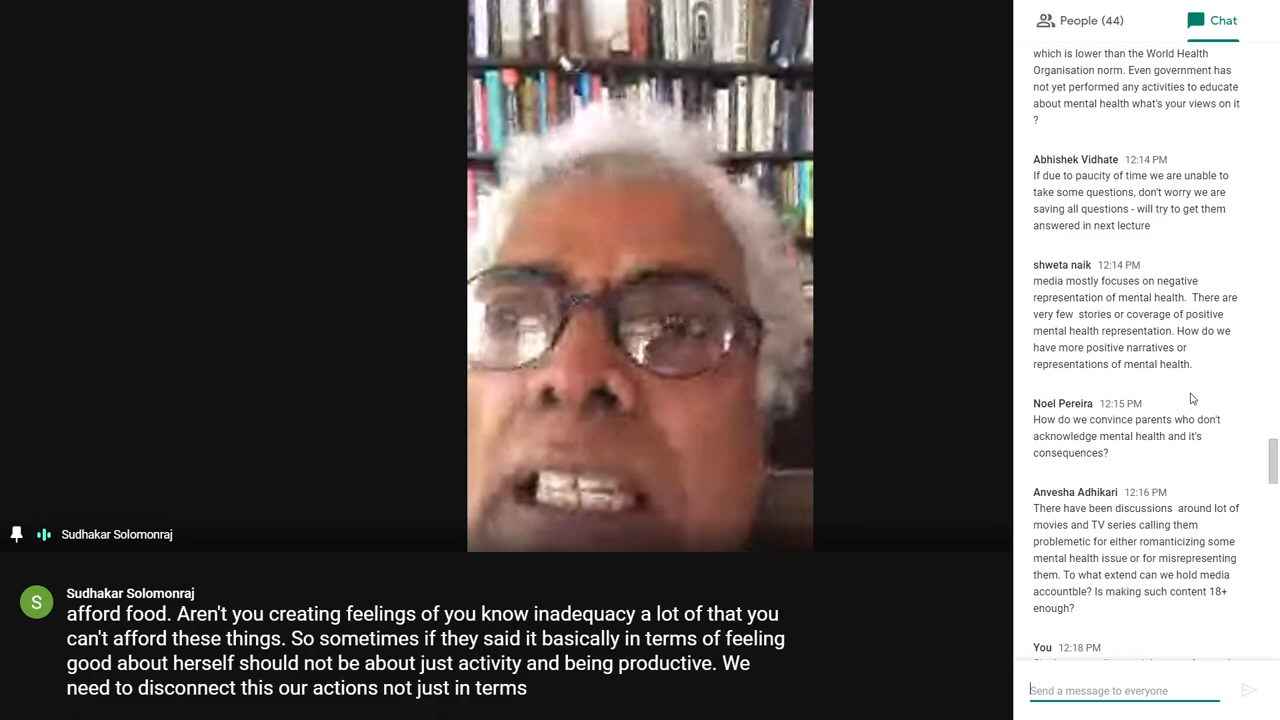 People (44)
Chat
which is lower than the World Health
Organisation norm. Even government has
not yet performed any activities to educate
about mental health what's your views on it
?
Abhishek Vidhate 12:14 PM
If due to paucity of time we are unable to
take some questions, don't worry we are
saving all questions - will try to get them
answered in next lecture
shweta naik 12:14 PM
media mostly focuses on negative
representation of mental health. There are
very few stories or coverage of positive
mental health representation. How do we
have more positive narratives or
representations of mental health.
Noel Pereira 12:15 PM
How do we convince parents who don't
acknowledge mental health and it's
consequences?
Anvesha Adhikari 12:16 PM
There have been discussions around lot of
movies and TV series calling them
problemetic for either romanticizing some
mental health issue or for misrepresenting
them. To what extend can we hold media
accountble? Is making such content 18+
enough?
You 12:18 PM
Send a message to everyone
Sudhakar Solomonraj
S
Sudhakar Solomonraj
afford food. Aren't you creating feelings of you know inadequacy a lot of that you
can't afford these things. So sometimes if they said it basically in terms of feeling
good about herself should not be about just activity and being productive. We
need to disconnect this our actions not just in terms